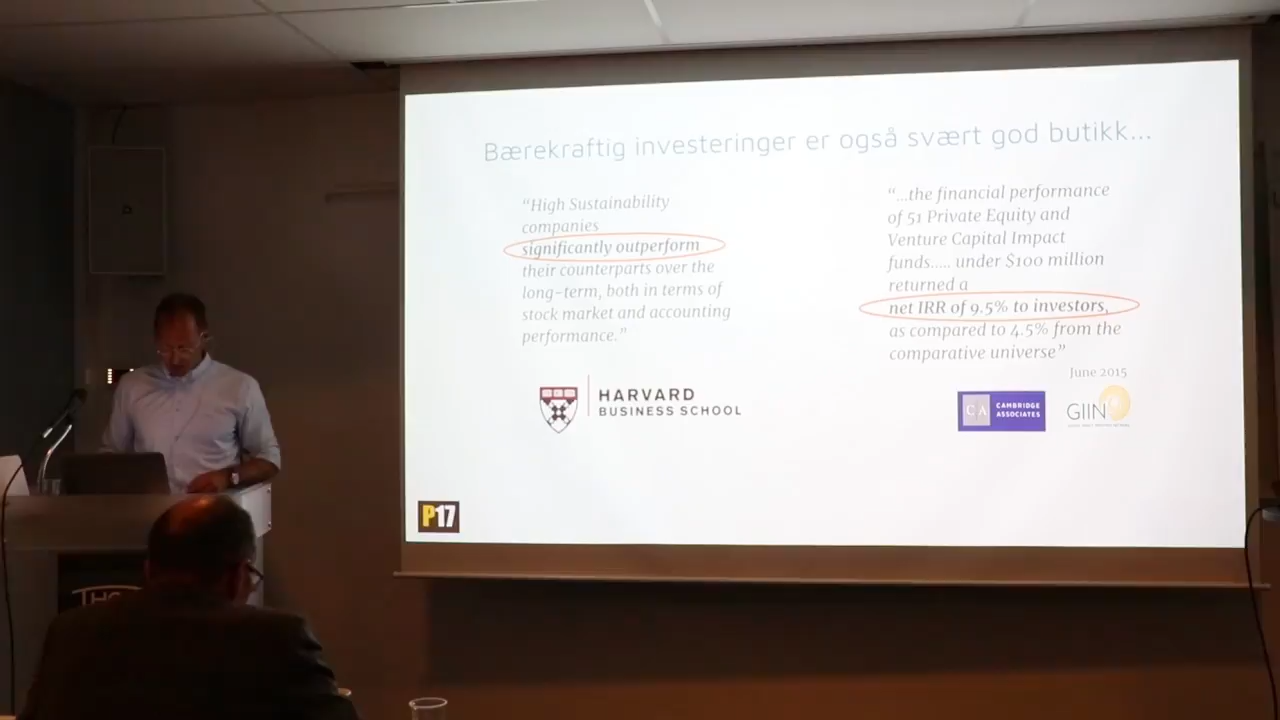 Bærekraftig investeringer er også svært god butikk...
“High Sustainability
companies
significantly outperform
their counterparts over the
long-term, both in terms of
stock market and accounting
performance.”
HARVARD
BUSINESS SCHOOL
“...the financial performance
of 51 Private Equity and
Venture Capital Impact
funds..... under $100 million
returned a
net IRR of 9.5% to investors,
as compared to 4.5% from the
comparative universe”
June 2015
CA
CAMBRIDGE
ASSOCIATES
GIIN
P17